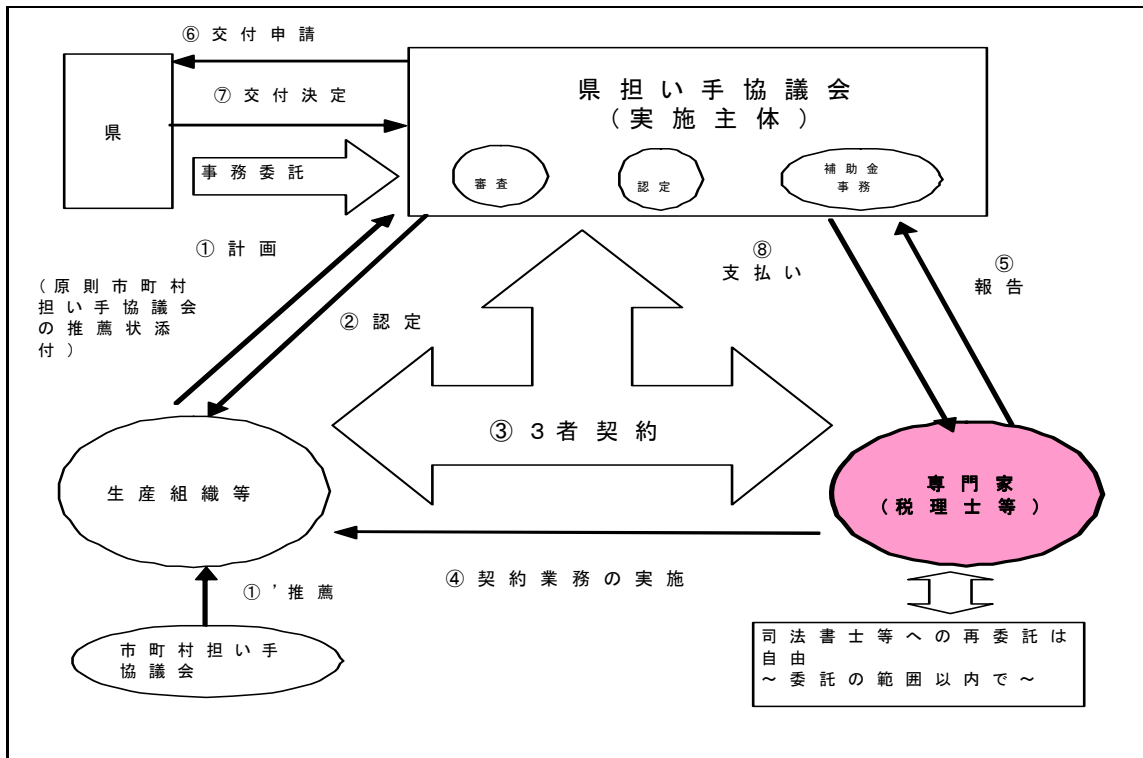 ⑥交付申請
県担い手協議会
(実施主体)
⑦交付決定
県
事務委託
審査
認定
補助金
事務
①計画
(原則市町村
担い手協議会
の推薦状添
付)
②認定
⑧
支払い
⑤
報告
③3者契約
生産組織等
専門家
(税理士等)
④契約業務の実施
①'推薦
市町村担い手
協議会
司法書士等への再委託は
自由
～委託の範囲以内で～